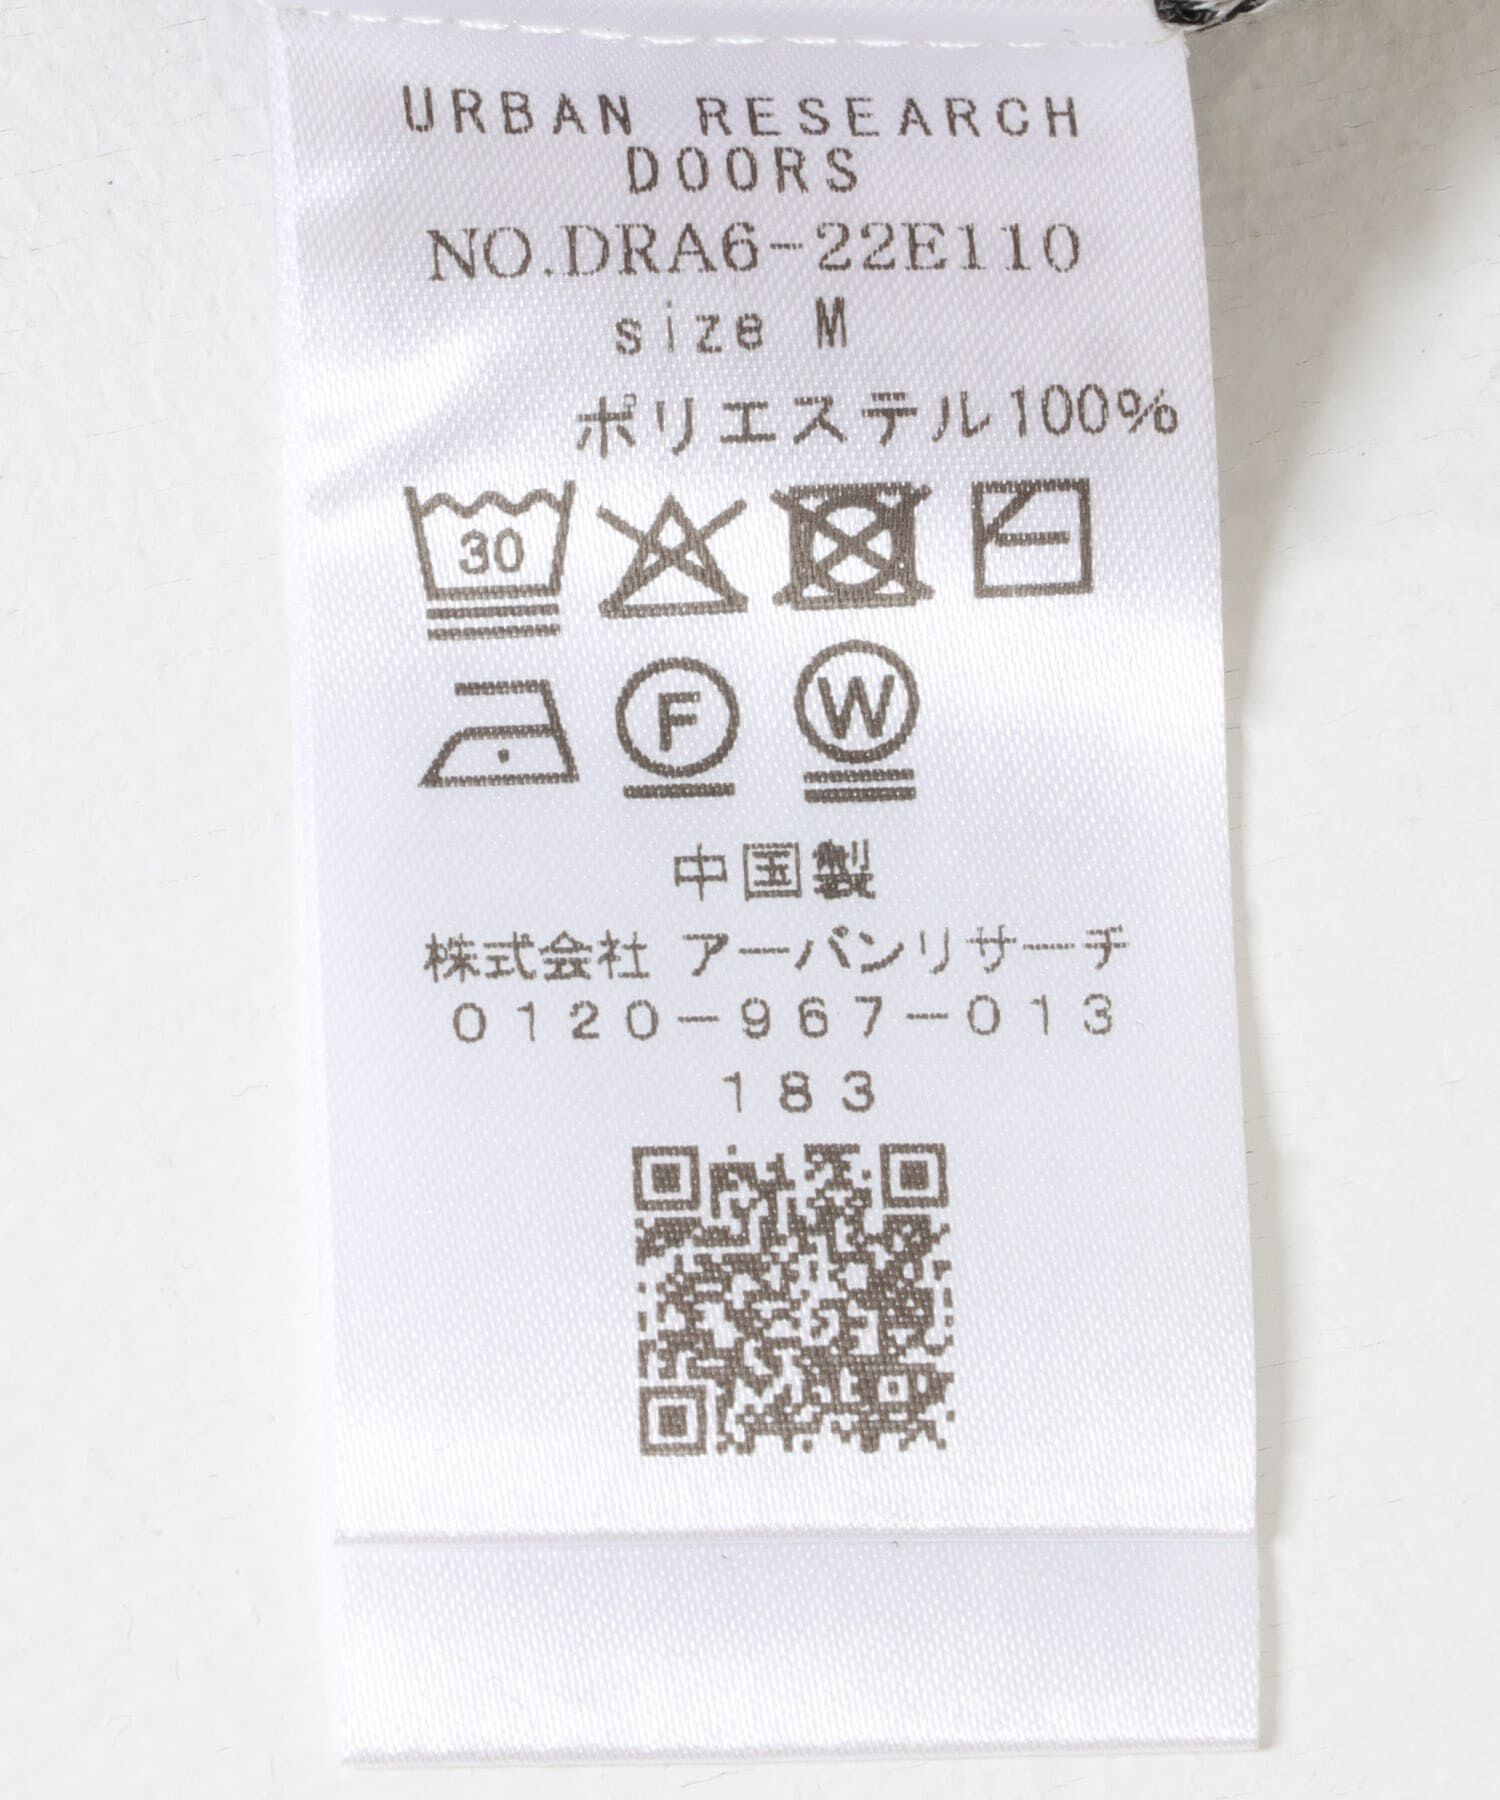 URBAN RESEARCH
DOORS
NO.DRA6-22E110
size M
ポリエステル100%
30
F
W
中国製
株式会社 アーバンリサーチ
0120-967-013
183